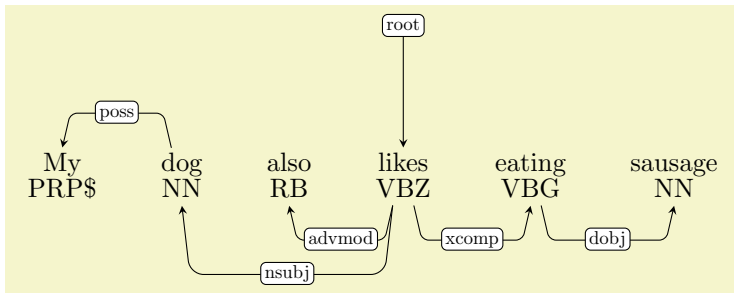 root
poss
My dog also likes eating sausage
PRP$ NN RB VBZ VBG NN
advmod xcomp dobj
nsubj